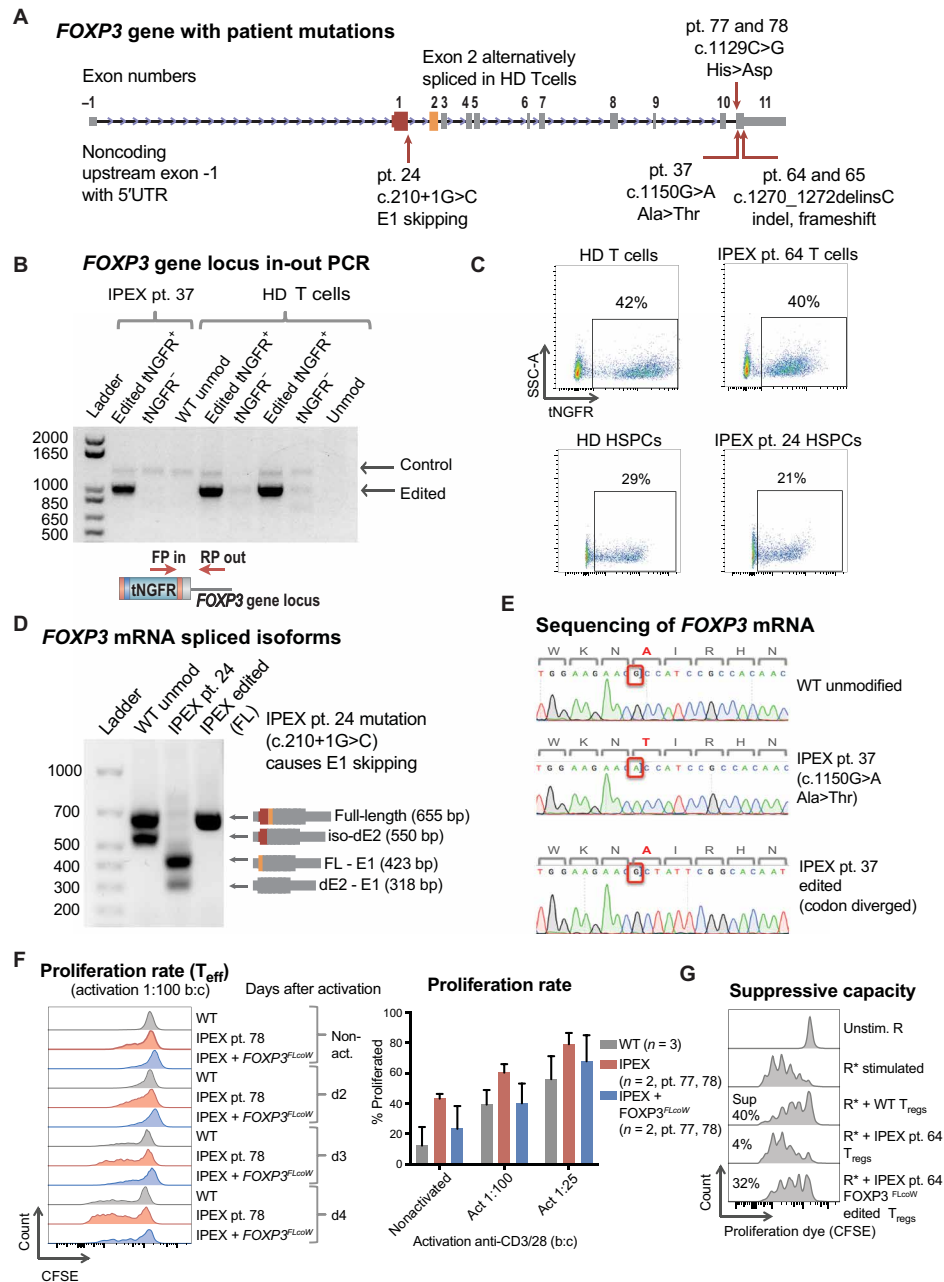 A
FOXP3 gene with patient mutations
pt. 77 and 78
c.1129C>G
His>Asp
Exon numbers
Exon 2 alternatively
spliced in HD Tcells
–1
1
2
3
4
5
6
7
8
9
10
11
Noncoding
upstream exon -1
with 5'UTR
pt. 24
c.210+1G>C
E1 skipping
pt. 37
c.1150G>A
Ala>Thr
pt. 64 and 65
c.1270_1272delinsC
indel, frameshift
B
FOXP3 gene locus in-out PCR
IPEX pt. 37
HD T cells
Ladder
Edited tNGFR+
tNGFR−
WT unmod
Edited tNGFR+
tNGFR−
Edited tNGFR+
tNGFR−
Unmod
2000
1650
1000
850
650
500
Control
Edited
FP in
RP out
tNGFR
FOXP3 gene locus
C
HD T cells
IPEX pt. 64 T cells
42%
40%
SSC-A
tNGFR
HD HSPCs
IPEX pt. 24 HSPCs
29%
21%
D
FOXP3 mRNA spliced isoforms
Ladder
WT unmod
IPEX pt. 24
IPEX edited
(FL)
IPEX pt. 24 mutation
(c.210+1G>C)
causes E1 skipping
1000
700
500
400
300
200
Full-length (655 bp)
iso-dE2 (550 bp)
FL - E1 (423 bp)
dE2 - E1 (318 bp)
E
Sequencing of FOXP3 mRNA
W K N A I R H N
T G G A A G A A C G C C A T C C G C C A C A A C
WT unmodified
W K N T I R H N
T G G A A G A A C A C C A T C C G C C A C A A C
IPEX pt. 37
(c.1150G>A
Ala>Thr)
W K N A I R H N
T G G A A G A A C G C T A T T C G G C A C A A C
IPEX pt. 37
edited
(codon diverged)
F
Proliferation rate (Teff)
(activation 1:100 b:c)
Days after activation
WT
IPEX pt. 78
IPEX + FOXP3FLcoW
Non-
act.
WT
IPEX pt. 78
IPEX + FOXP3FLcoW
d2
WT
IPEX pt. 78
IPEX + FOXP3FLcoW
d3
WT
IPEX pt. 78
IPEX + FOXP3FLcoW
d4
Count
CFSE
Proliferation rate
% Proliferated
100
80
60
40
20
0
Nonactivated
Act 1:100
Act 1:25
Activation anti-CD3/28 (b:c)
WT (n = 3)
IPEX
(n = 2, pt. 77, 78)
IPEX +
FOXP3FLcoW
(n = 2, pt. 77, 78)
G
Suppressive capacity
Unstim. R
R* stimulated
Sup
40%
R* + WT Tregs
4%
R* + IPEX pt. 64
Tregs
32%
R* + IPEX pt. 64
FOXP3 FLcoW
edited Tregs
Count
Proliferation dye (CFSE)